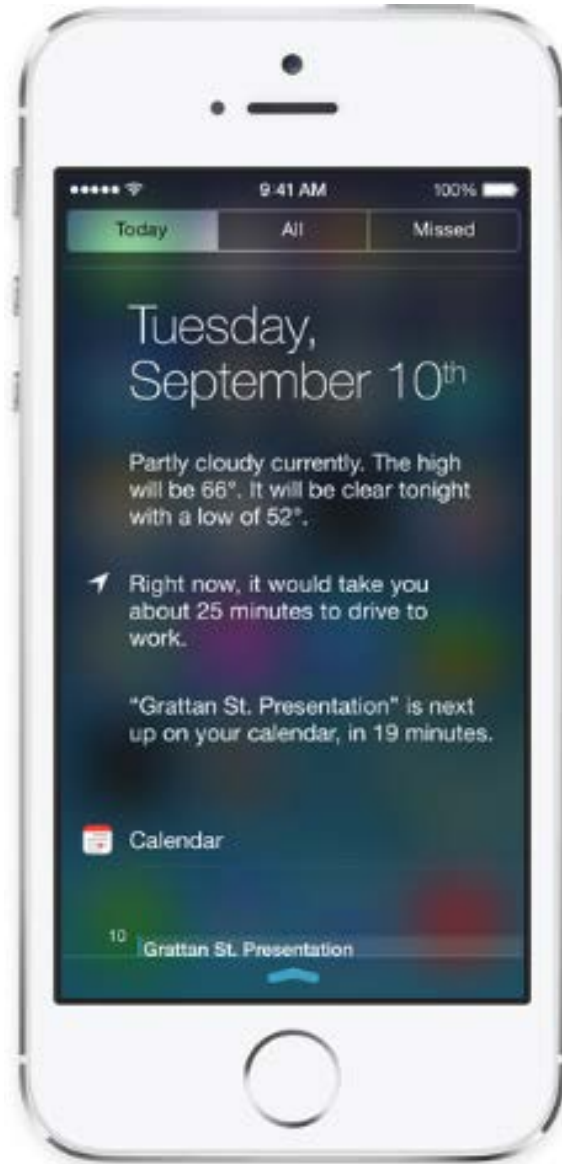 9:41 AM 100%
Today All Missed
Tuesday,
September 10th
Partly cloudy currently. The high
will be 66°. It will be clear tonight
with a low of 52°.
Right now, it would take you
about 25 minutes to drive to
work.
“Grattan St. Presentation” is next
up on your calendar, in 19 minutes.
Calendar
10
Grattan St. Presentation